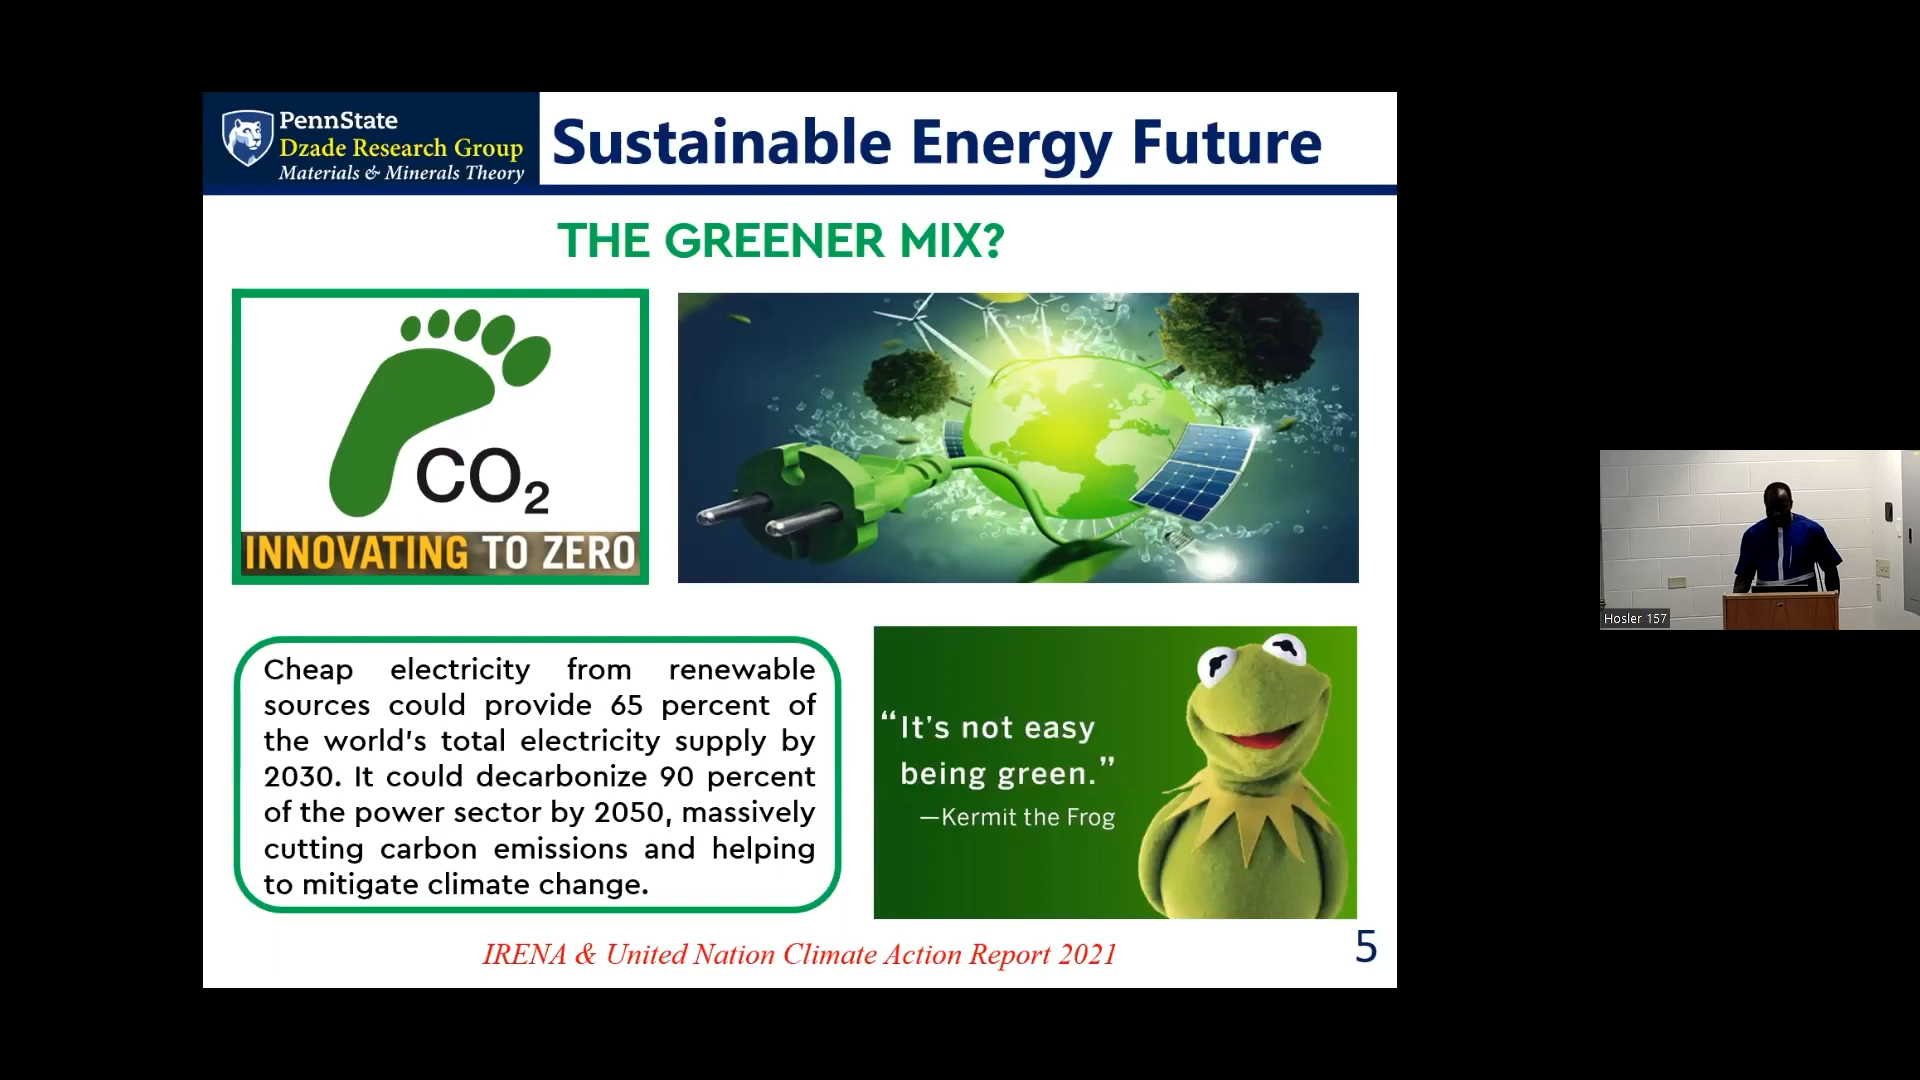 PennState
Dzade Research Group
Materials & Minerals Theory
Sustainable Energy Future
THE GREENER MIX?
CO₂
INNOVATING TO ZERO
Cheap electricity from renewable
sources could provide 65 percent of
the world's total electricity supply by
2030. It could decarbonize 90 percent
of the power sector by 2050, massively
cutting carbon emissions and helping
to mitigate climate change.
“It's not easy
being green.”
—Kermit the Frog
IRENA & United Nation Climate Action Report 2021
5
Hosler 157